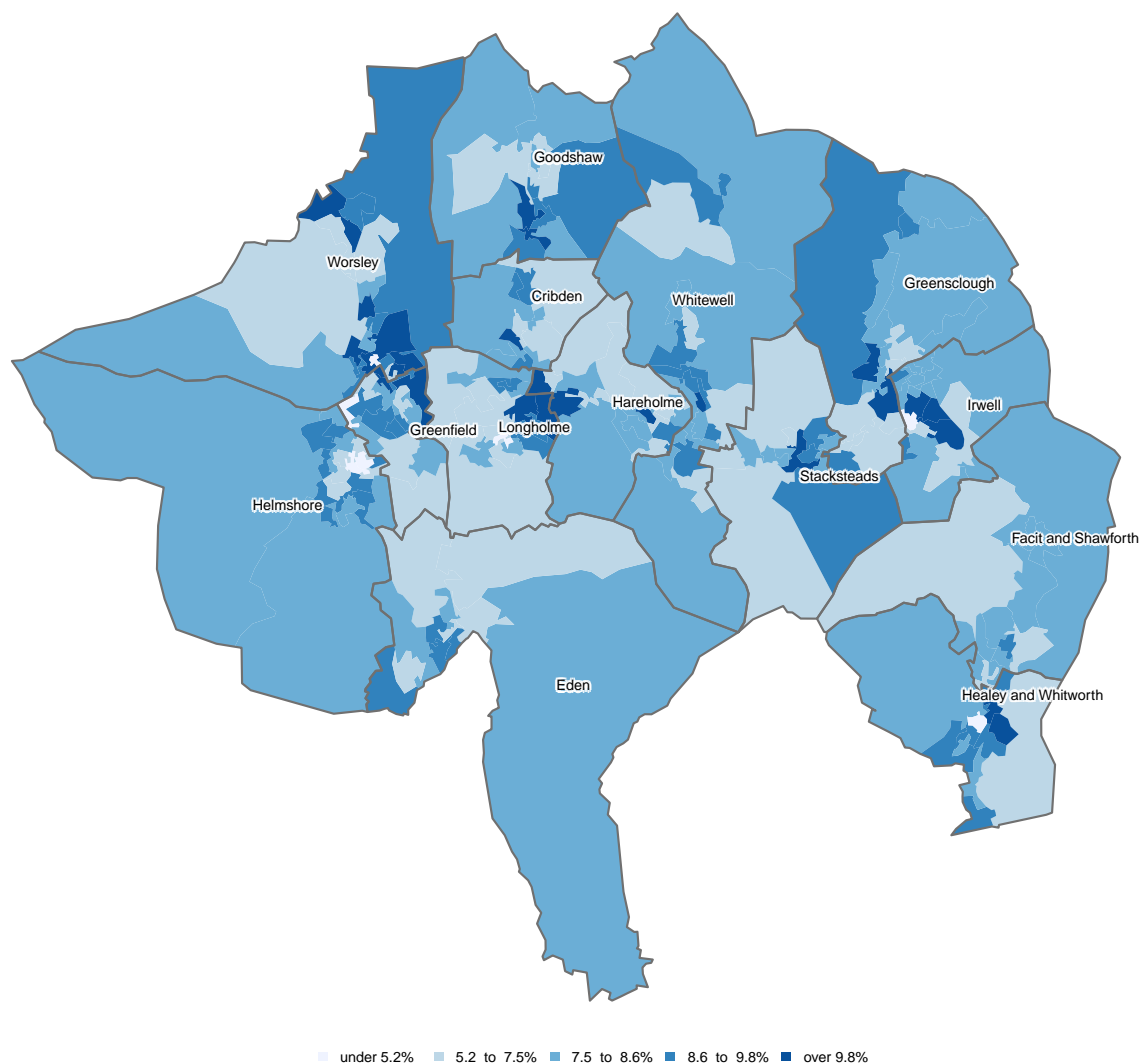 Goodshaw
Worsley
Cribden
Whitewell
Greensclough
Hareholme
Irwell
Greenfield
Longholme
Stacksteads
Helmshore
Facit and Shawforth
Eden
Healey and Whitworth
under 5.2% 5.2 to 7.5% 7.5 to 8.6% 8.6 to 9.8% over 9.8%